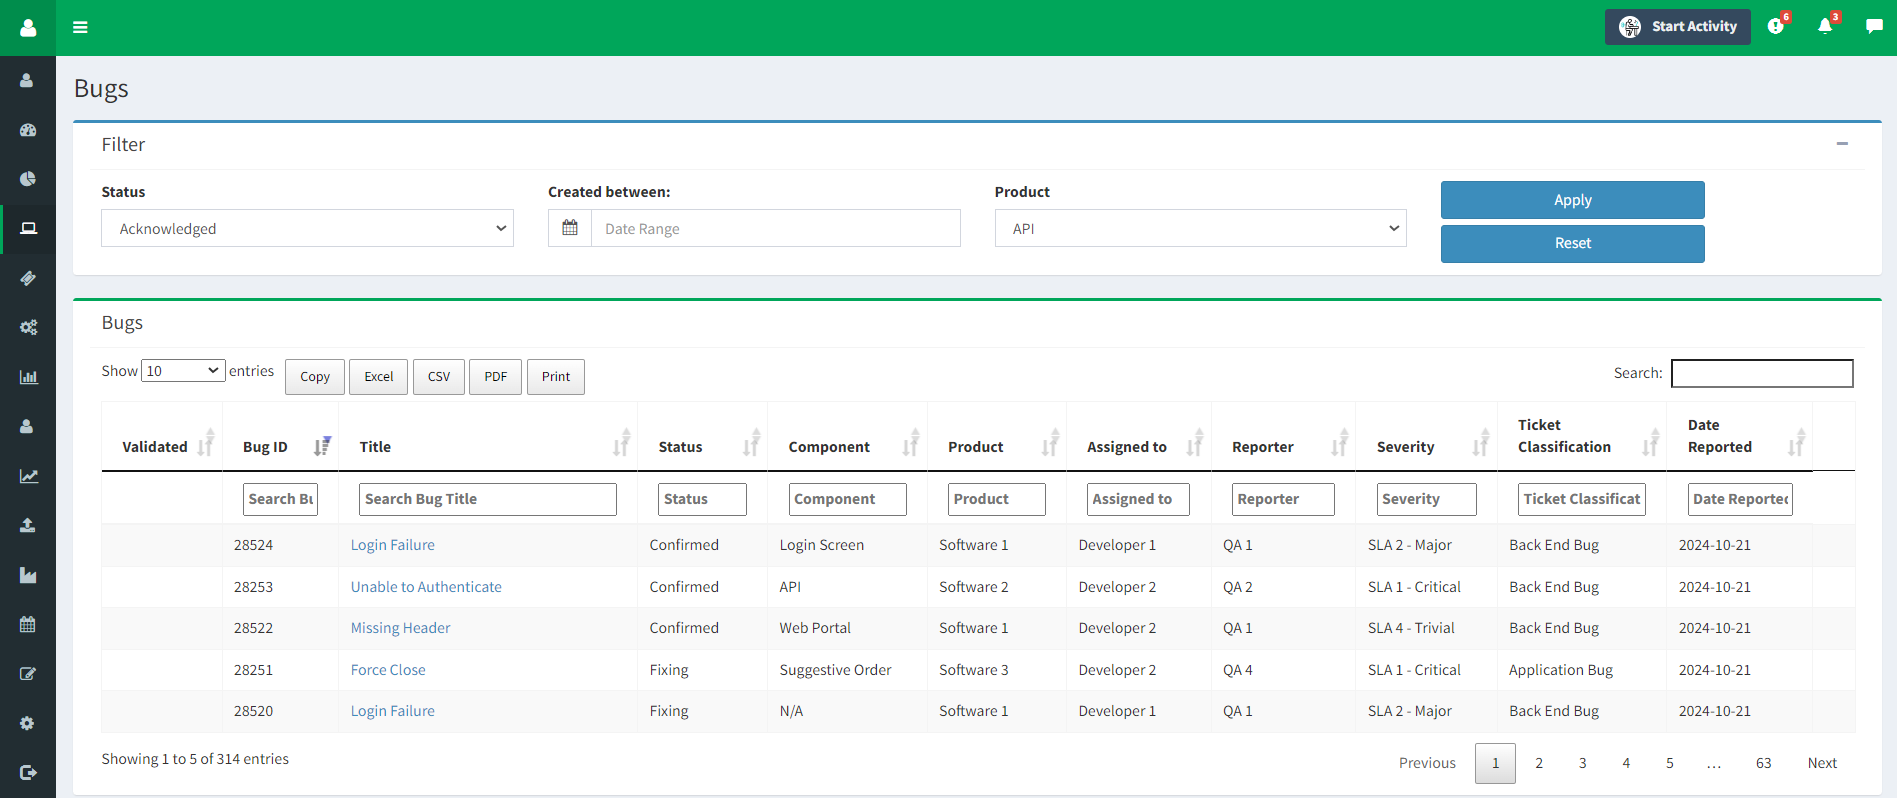 Start Activity
6
3
Bugs
Filter
Status
Created between:
Product
Acknowledged
Date Range
API
Apply
Reset
Bugs
Show 10 entries
Copy
Excel
CSV
PDF
Print
Search:
Validated
Bug ID
Title
Status
Component
Product
Assigned to
Reporter
Severity
Ticket Classification
Date Reported
Search Bu
Search Bug Title
Status
Component
Product
Assigned to
Reporter
Severity
Ticket Classificat
Date Reported
28524 Login Failure Confirmed Login Screen Software 1 Developer 1 QA 1 SLA 2 - Major Back End Bug 2024-10-21
28253 Unable to Authenticate Confirmed API Software 2 Developer 2 QA 2 SLA 1 - Critical Back End Bug 2024-10-21
28522 Missing Header Confirmed Web Portal Software 1 Developer 2 QA 1 SLA 4 - Trivial Back End Bug 2024-10-21
28251 Force Close Fixing Suggestive Order Software 3 Developer 2 QA 4 SLA 1 - Critical Application Bug 2024-10-21
28520 Login Failure Fixing N/A Software 1 Developer 1 QA 1 SLA 2 - Major Back End Bug 2024-10-21
Showing 1 to 5 of 314 entries
Previous 1 2 3 4 5 … 63 Next